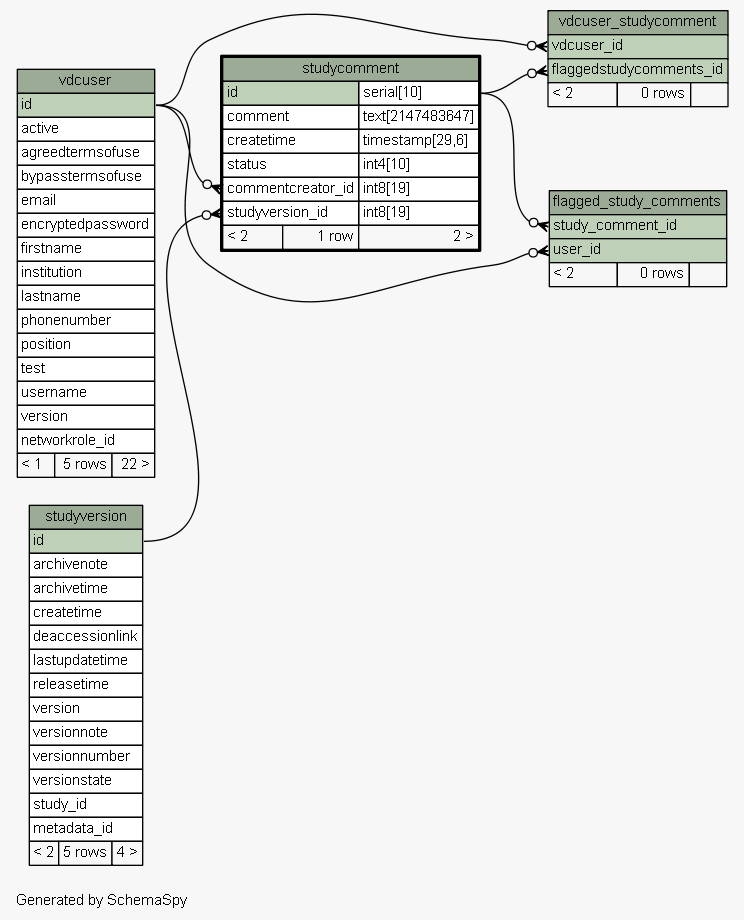 vdcuser
id
active
agreedtermsofuse
bypasstermsofuse
email
encryptedpassword
firstname
institution
lastname
phonenumber
position
test
username
version
networkrole_id
< 1 5 rows 22 >
studycomment
id serial[10]
comment text[2147483647]
createtime timestamp[29,6]
status int4[10]
commentcreator_id int8[19]
studyversion_id int8[19]
< 2 1 row 2 >
vdcuser_studycomment
vdcuser_id
flaggedstudycomments_id
< 2 0 rows
flagged_study_comments
study_comment_id
user_id
< 2 0 rows
studyversion
id
archivenote
archivetime
createtime
deaccessionlink
lastupdatetime
releasetime
version
versionnote
versionnumber
versionstate
study_id
metadata_id
< 2 5 rows 4 >
Generated by SchemaSpy